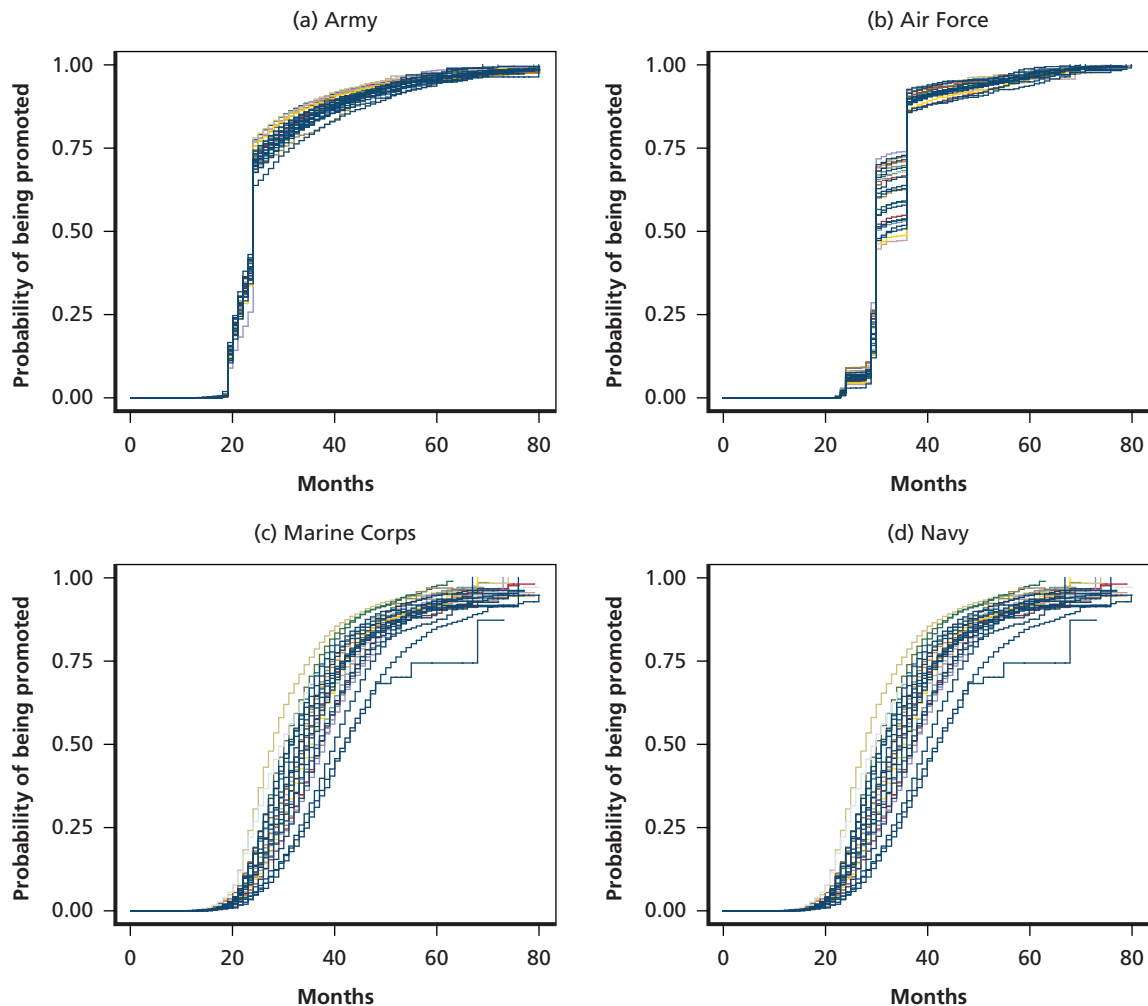 (a) Army
Probability of being promoted
1.00
0.75
0.50
0.25
0.00
0 20 40 60 80
Months
(b) Air Force
Probability of being promoted
1.00
0.75
0.50
0.25
0.00
0 20 40 60 80
Months
(c) Marine Corps
Probability of being promoted
1.00
0.75
0.50
0.25
0.00
0 20 40 60 80
Months
(d) Navy
Probability of being promoted
1.00
0.75
0.50
0.25
0.00
0 20 40 60 80
Months